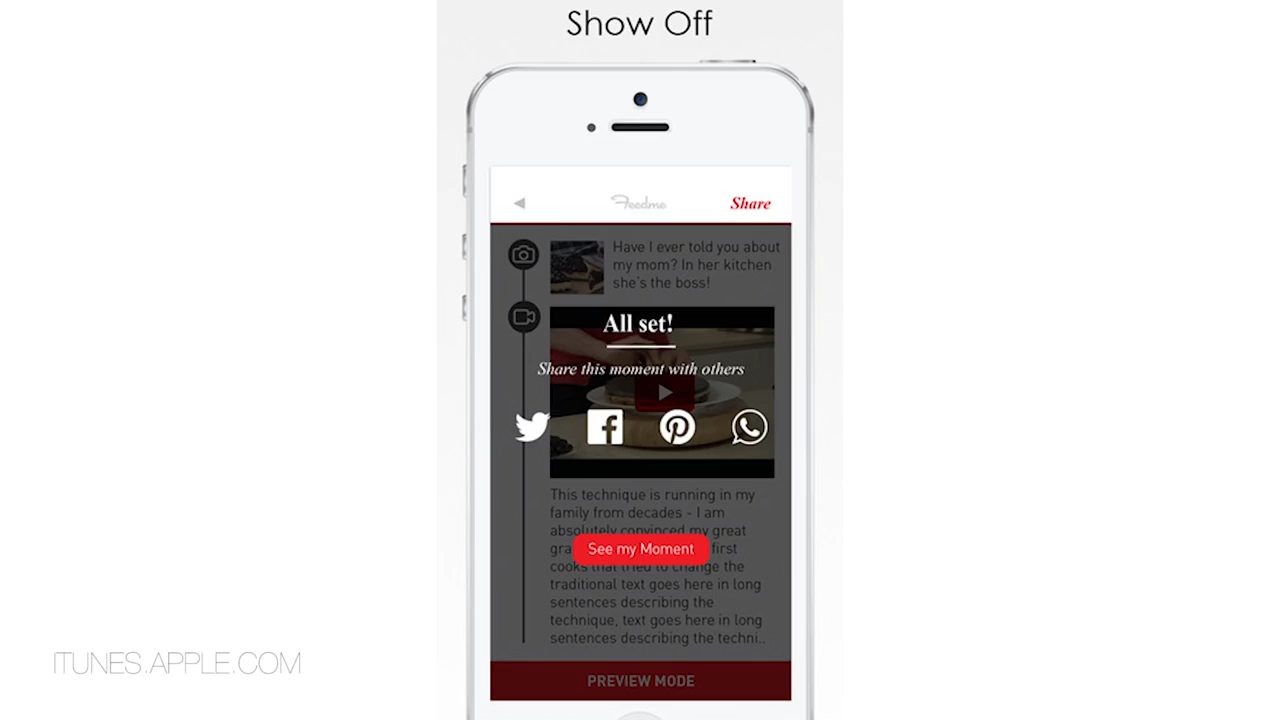 Show Off
Feedme
Share
Have I ever told you about
my mom? In her kitchen
she's the boss!
All set!
Share this moment with others
This technique is running in my
family from decades - I am
absolutely convinced my great
gra
first
See my Moment
cooks that tried to change the
traditional text goes here in long
sentences describing the
technique, text goes here in long
sentences describing the techni..
PREVIEW MODE
ITUNES.APPLE.COM